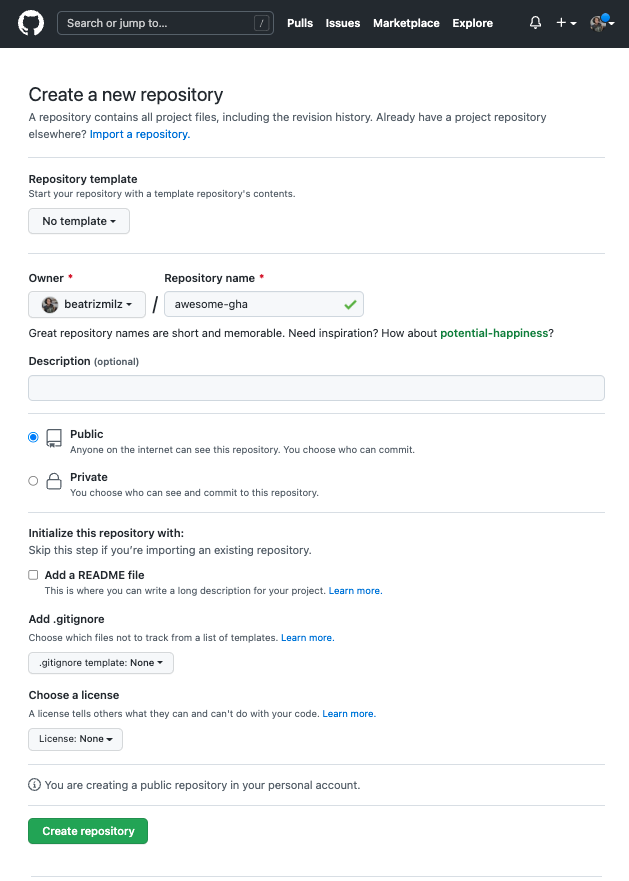 Search or jump to… / Pulls Issues Marketplace Explore
Create a new repository
A repository contains all project files, including the revision history. Already have a project repository
elsewhere? Import a repository.
Repository template
Start your repository with a template repository's contents.
No template
Owner * Repository name *
beatrizmilz / awesome-gha
Great repository names are short and memorable. Need inspiration? How about potential-happiness?
Description (optional)
Public
Anyone on the internet can see this repository. You choose who can commit.
Private
You choose who can see and commit to this repository.
Initialize this repository with:
Skip this step if you're importing an existing repository.
Add a README file
This is where you can write a long description for your project. Learn more.
Add .gitignore
Choose which files not to track from a list of templates. Learn more.
.gitignore template: None
Choose a license
A license tells others what they can and can't do with your code. Learn more.
License: None
You are creating a public repository in your personal account.
Create repository